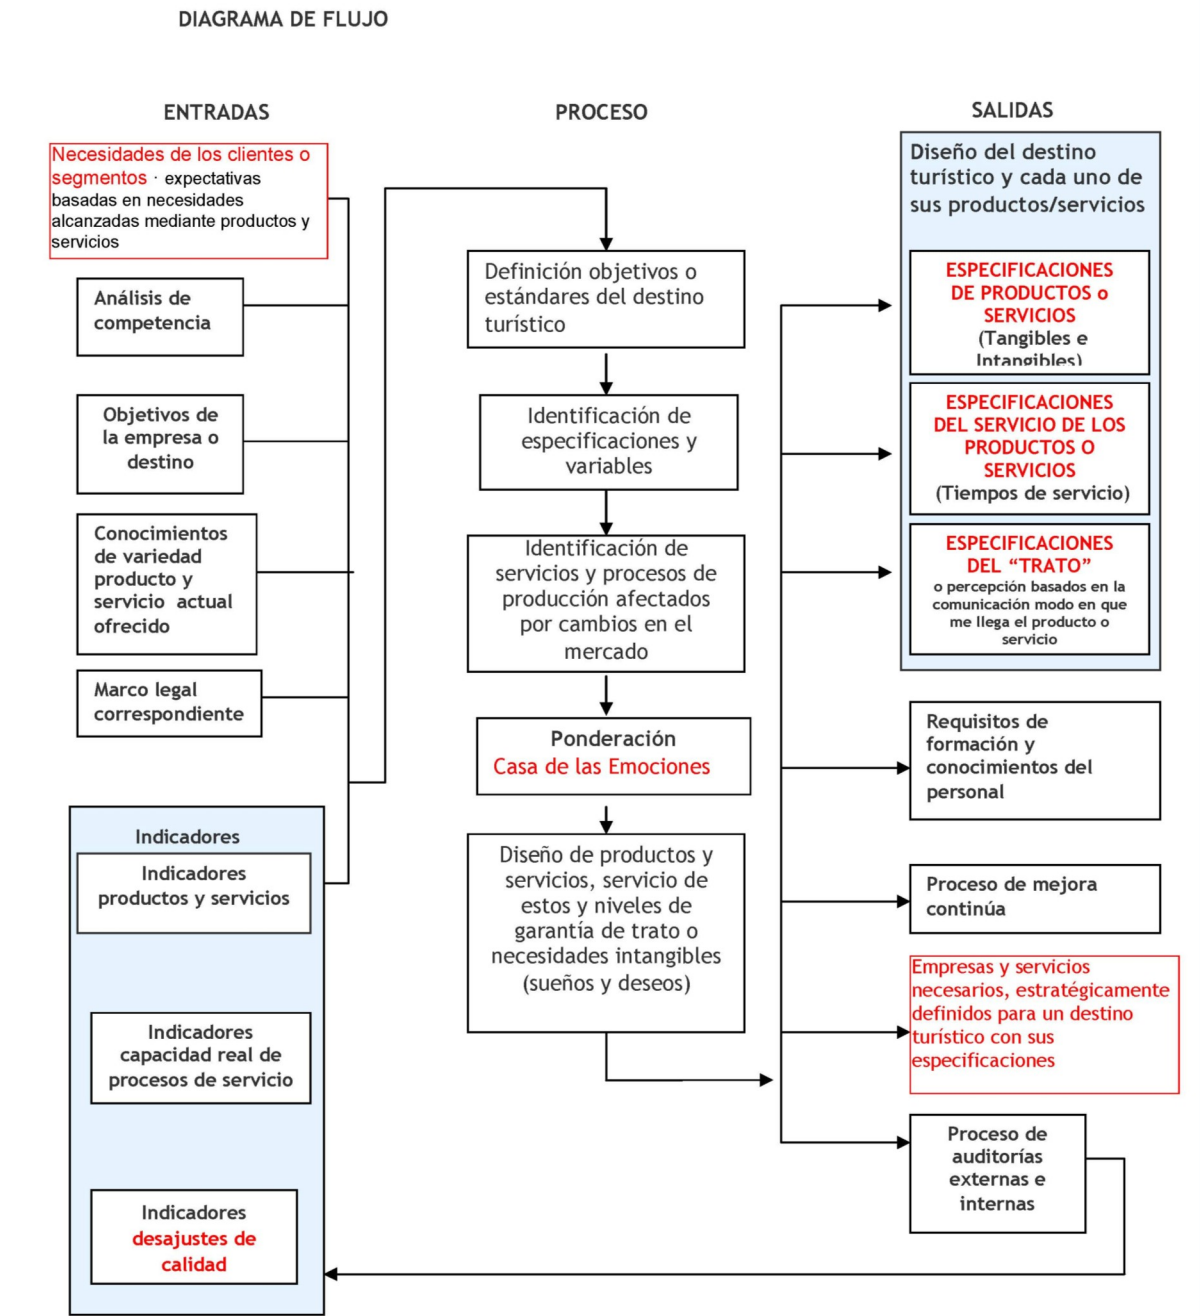 DIAGRAMA DE FLUJO
ENTRADAS
Necesidades de los clientes o
segmentos · expectativas
basadas en necesidades
alcanzadas mediante productos y
servicios
Análisis de
competencia
Objetivos de
la empresa o
destino
Conocimientos
de variedad
producto y
servicio actual
ofrecido
Marco legal
correspondiente
Indicadores
Indicadores
productos y servicios
Indicadores
capacidad real de
procesos de servicio
Indicadores
desajustes de
calidad
PROCESO
Definición objetivos o
estándares del destino
turístico
Identificación de
especificaciones y
variables
Identificación de
servicios y procesos de
producción afectados
por cambios en el
mercado
Ponderación
Casa de las Emociones
Diseño de productos y
servicios, servicio de
estos y niveles de
garantía de trato o
necesidades intangibles
(sueños y deseos)
SALIDAS
Diseño del destino
turístico y cada uno de
sus productos/servicios
ESPECIFICACIONES
DE PRODUCTOS o
SERVICIOS
(Tangibles e
Intangibles)
ESPECIFICACIONES
DEL SERVICIO DE LOS
PRODUCTOS O
SERVICIOS
(Tiempos de servicio)
ESPECIFICACIONES
DEL “TRATO”
o percepción basados en la
comunicación modo en que
me llega el producto o
servicio
Requisitos de
formación y
conocimientos del
personal
Proceso de mejora
continúa
Empresas y servicios
necesarios, estratégicamente
definidos para un destino
turístico con sus
especificaciones
Proceso de
auditorías
externas e
internas